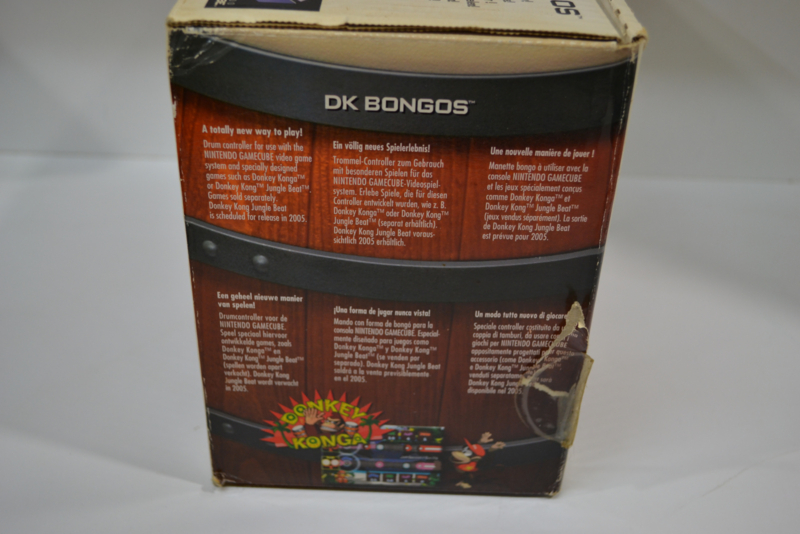 OS
DK BONGOS™
A totally new way to play!
Drum controller for use with the
NINTENDO GAMECUBE video game
system and specially designed
games such as Donkey Konga™
or Donkey Kong™ Jungle Beat™
Games sold separately.
Donkey Kong Jungle Beat
is scheduled for release in 2005.
Ein völlig neues Spielerlebnis!
Trommel-Controller zum Gebrauch
mit besonderen Spielen für das
NINTENDO GAMECUBE-Videospiel-
system. Erlebe Spiele, die für diesen
Controller entwickelt wurden, wie z. B.
Donkey Konga™ oder Donkey Kong™
Jungle Beat™ (separat erhältlich).
Donkey Kong Jungle Beat voraus-
sichtlich 2005 erhältlich.
Une nouvelle manière de jouer !
Manette bongo à utiliser avec la
console NINTENDO GAMECUBE
et les jeux spécialement conçus
comme Donkey Konga™ et
Donkey Kong™ Jungle Beat™
(jeux vendus séparément). La sortie
de Donkey Kong Jungle Beat
est prévue pour 2005.
Een geheel nieuwe manier
van spelen!
Drumcontroller voor de
NINTENDO GAMECUBE.
Speel speciaal hiervoor
ontwikkelde games, zoals
Donkey Konga™ en
Donkey Kong™ Jungle Beat™
(spellen worden apart
verkocht). Donkey Kong
Jungle Beat wordt verwacht
in 2005.
¡Una forma de jugar nunca vista!
Mando con forma de bongó para la
consola NINTENDO GAMECUBE. Especial-
mente diseñado para juegos como
Donkey Konga™ y Donkey Kong™
Jungle Beat™ (se venden por
separado). Donkey Kong Jungle Beat
saldrá a la venta previsiblemente
en el 2005.
Un modo tutto nuovo di giocare
Speciale controller costituito da
coppia di tamburi, da usare con
giochi per NINTENDO GAMECUBE
appositamente progettati per
accessorio (come Donkey
e Donkey Kong™ Jungle
venduti separatamente
Donkey Kong Jungle
disponibile nel 2005.
DONKEY
KONGA